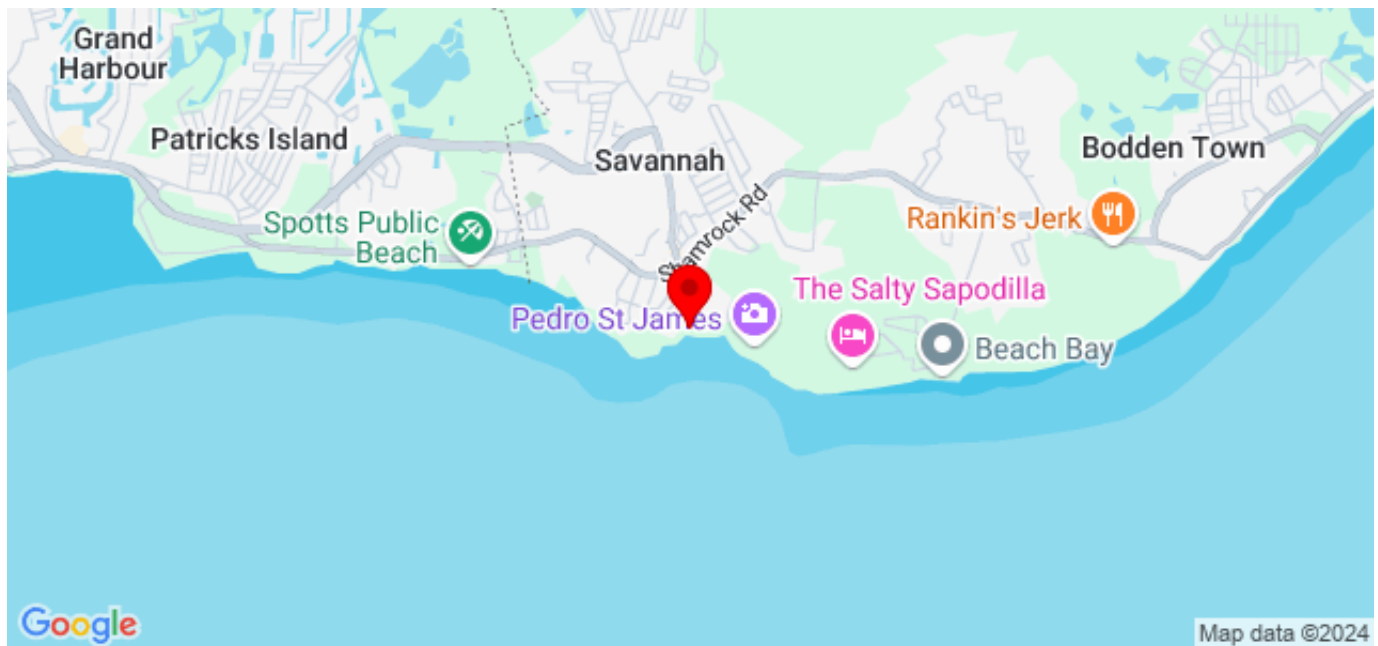 Grand
Harbour
Patricks Island
Savannah
Bodden Town
Shamrock Rd
Spotts Public
Beach
Rankin's Jerk
The Salty Sapodilla
Pedro St James
Beach Bay
Google
Map data ©2024